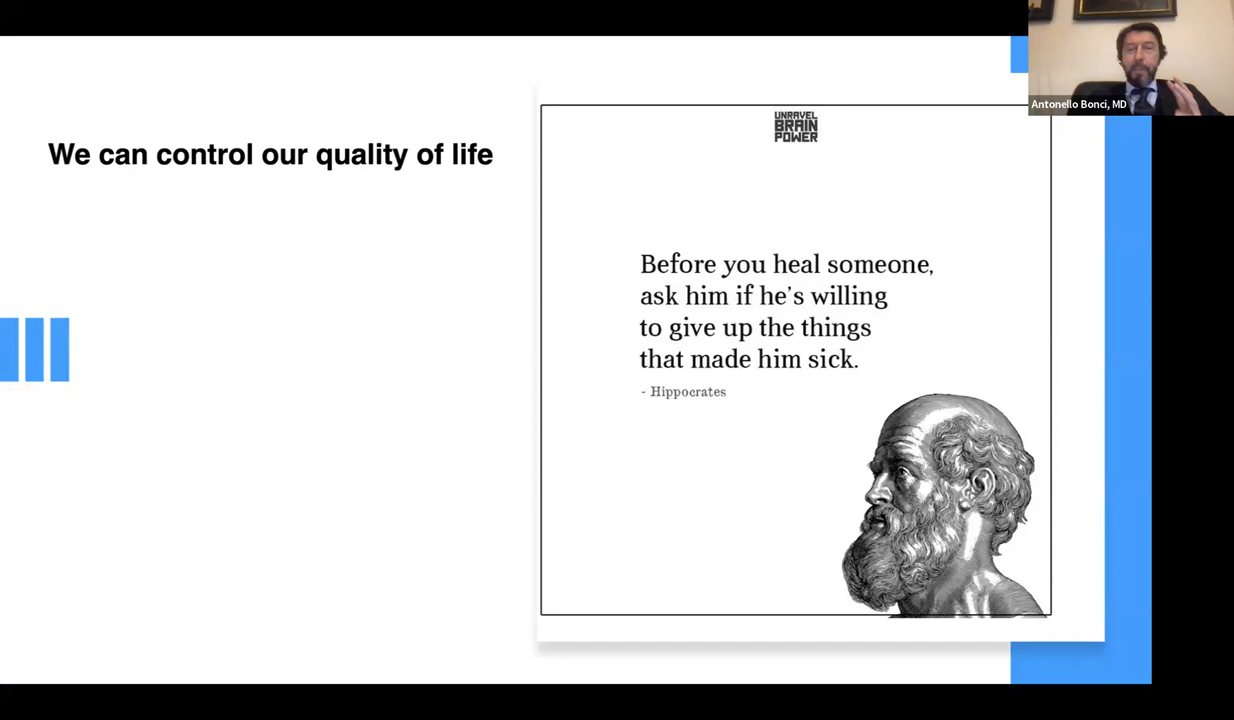 Antonello Bonci, MD
We can control our quality of life
UNRAVEL
BRAIN
POWER
Before you heal someone,
ask him if he's willing
to give up the things
that made him sick.
- Hippocrates